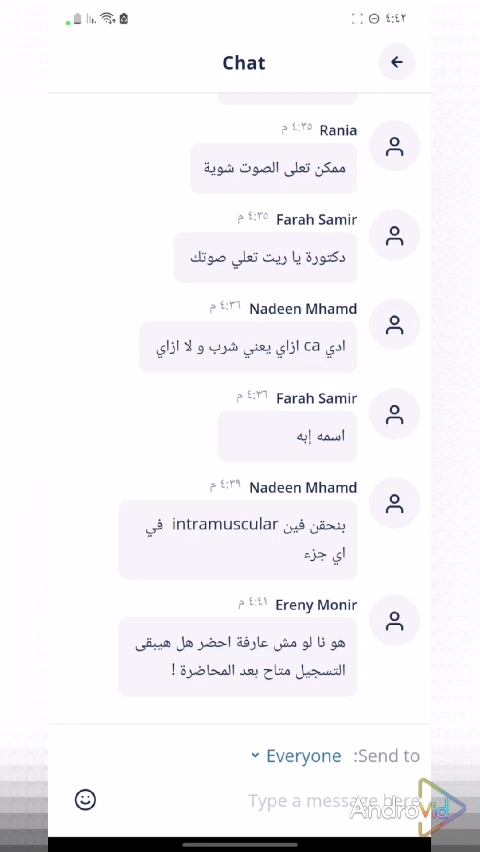 ٤:٤٢
Chat
Rania ٤:٣٥ م
ممكن تعلى الصوت شوية
Farah Samir ٤:٣٥ م
دكتورة يا ريت تعلي صوتك
Nadeen Mhamd ٤:٣٦ م
ادي ca ازاي يعني شرب و لا ازاي
Farah Samir ٤:٣٦ م
اسمه إيه
Nadeen Mhamd ٤:٣٩ م
بنحقن فين intramuscular في
اي جزء
Ereny Monir ٤:٤١ م
هو نا لو مش عارفة احضر هل هيبقى
التسجيل متاح بعد المحاضرة !
Send to: Everyone
Type a message here
AndroVid